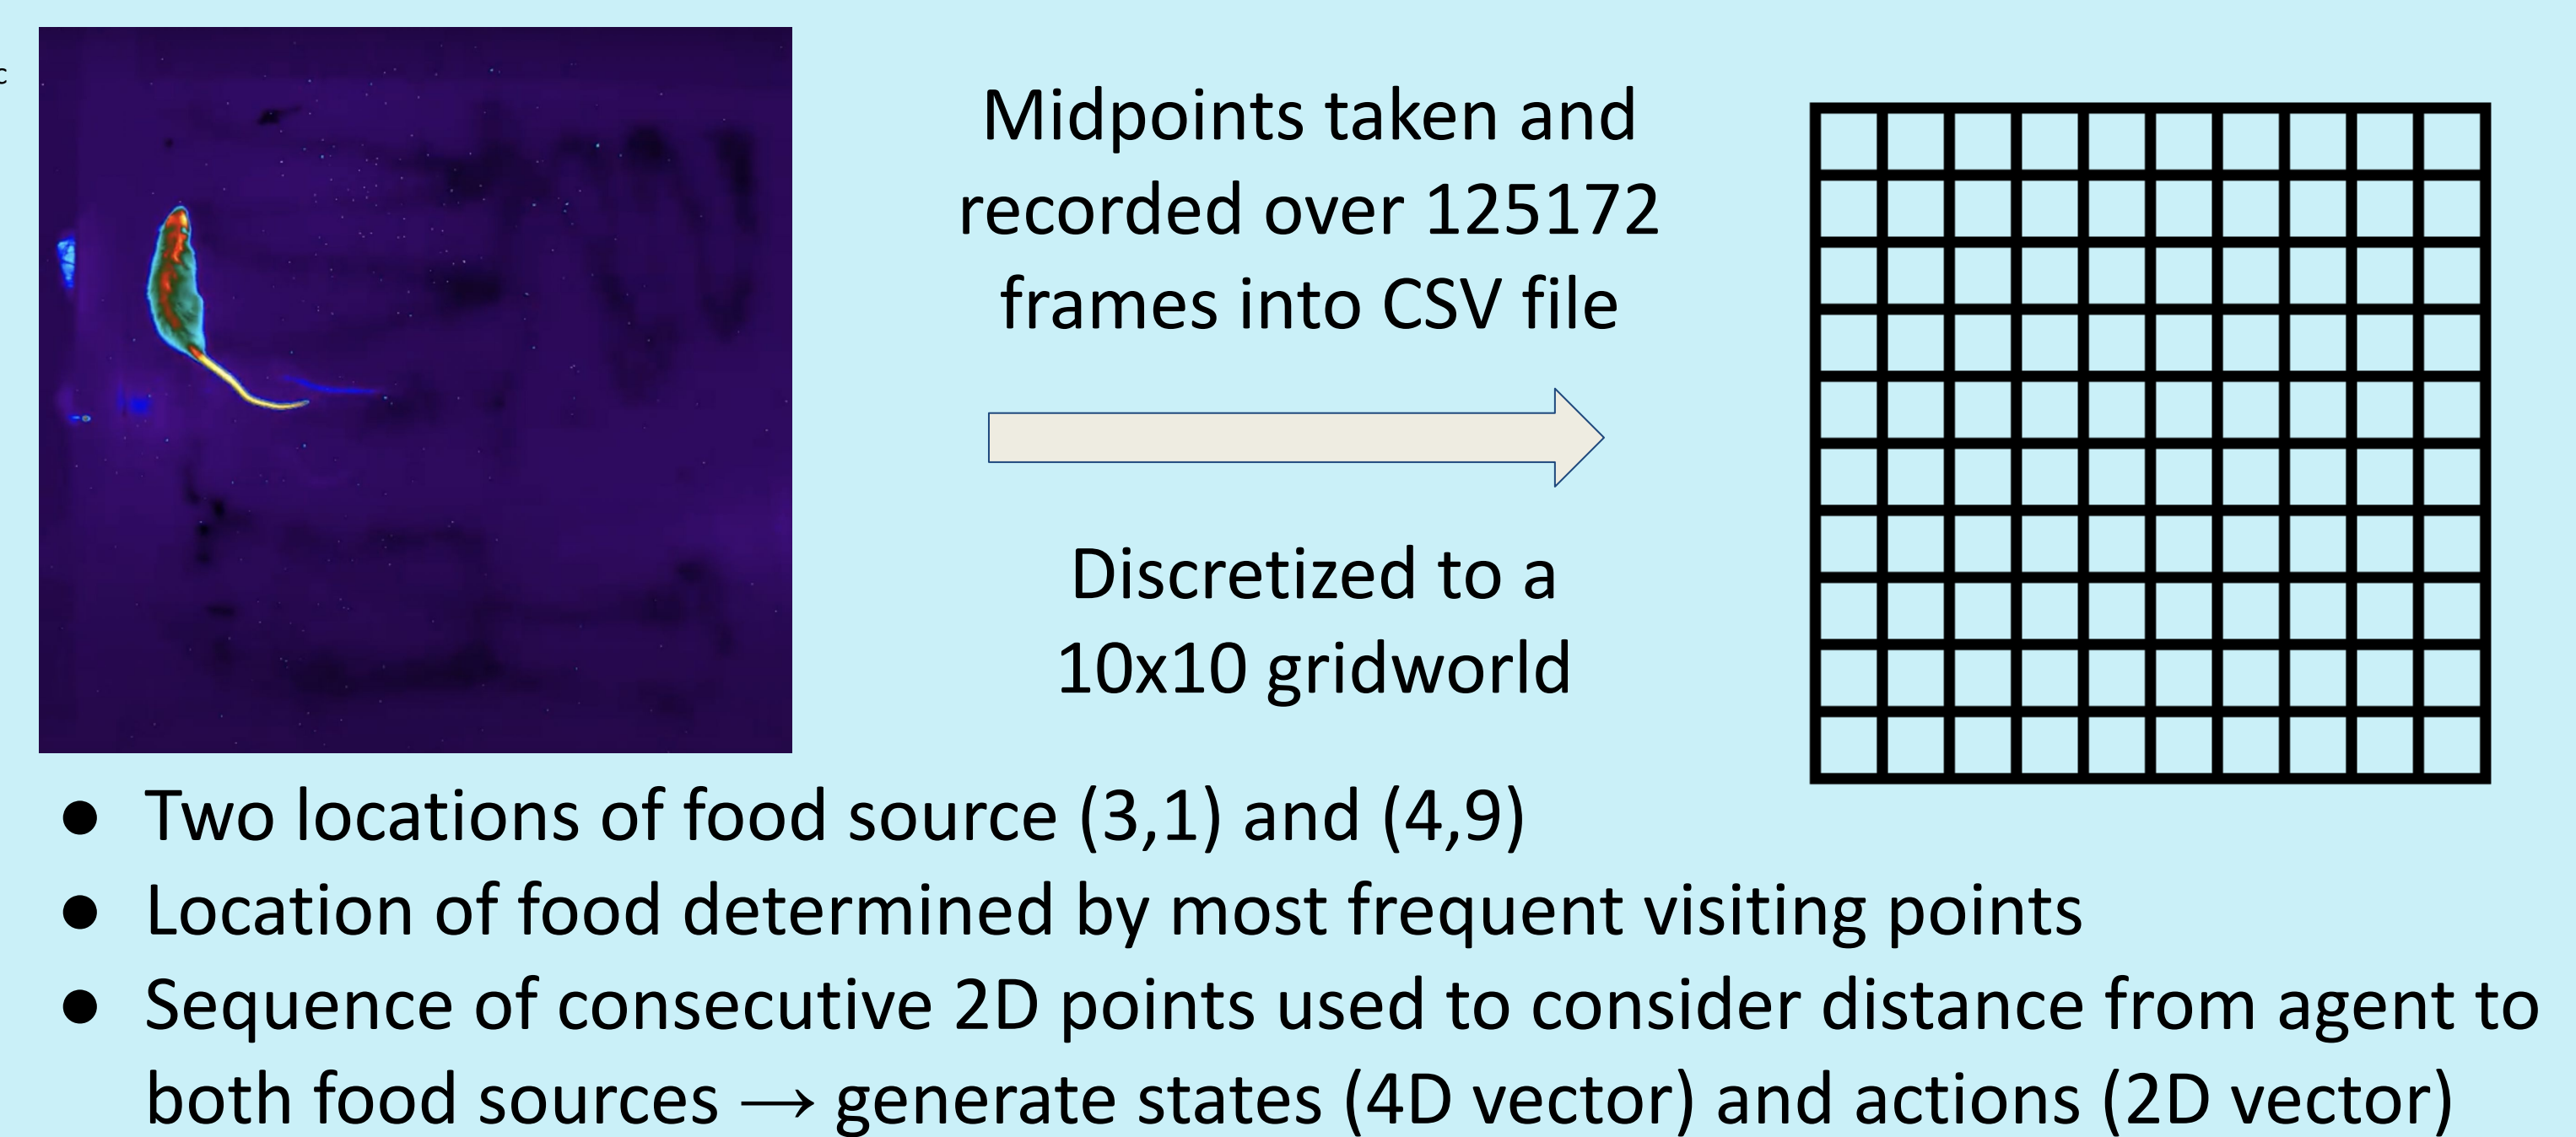 c
Midpoints taken and
recorded over 125172
frames into CSV file
Discretized to a
10x10 gridworld
● Two locations of food source (3,1) and (4,9)
● Location of food determined by most frequent visiting points
● Sequence of consecutive 2D points used to consider distance from agent to
both food sources → generate states (4D vector) and actions (2D vector)